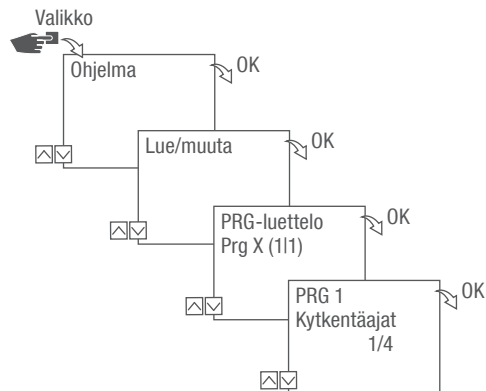 Valikko
Ohjelma
OK
Lue/muuta
OK
PRG-luettelo
Prg X (1|1)
OK
PRG 1
Kytkentäajat
1/4
OK